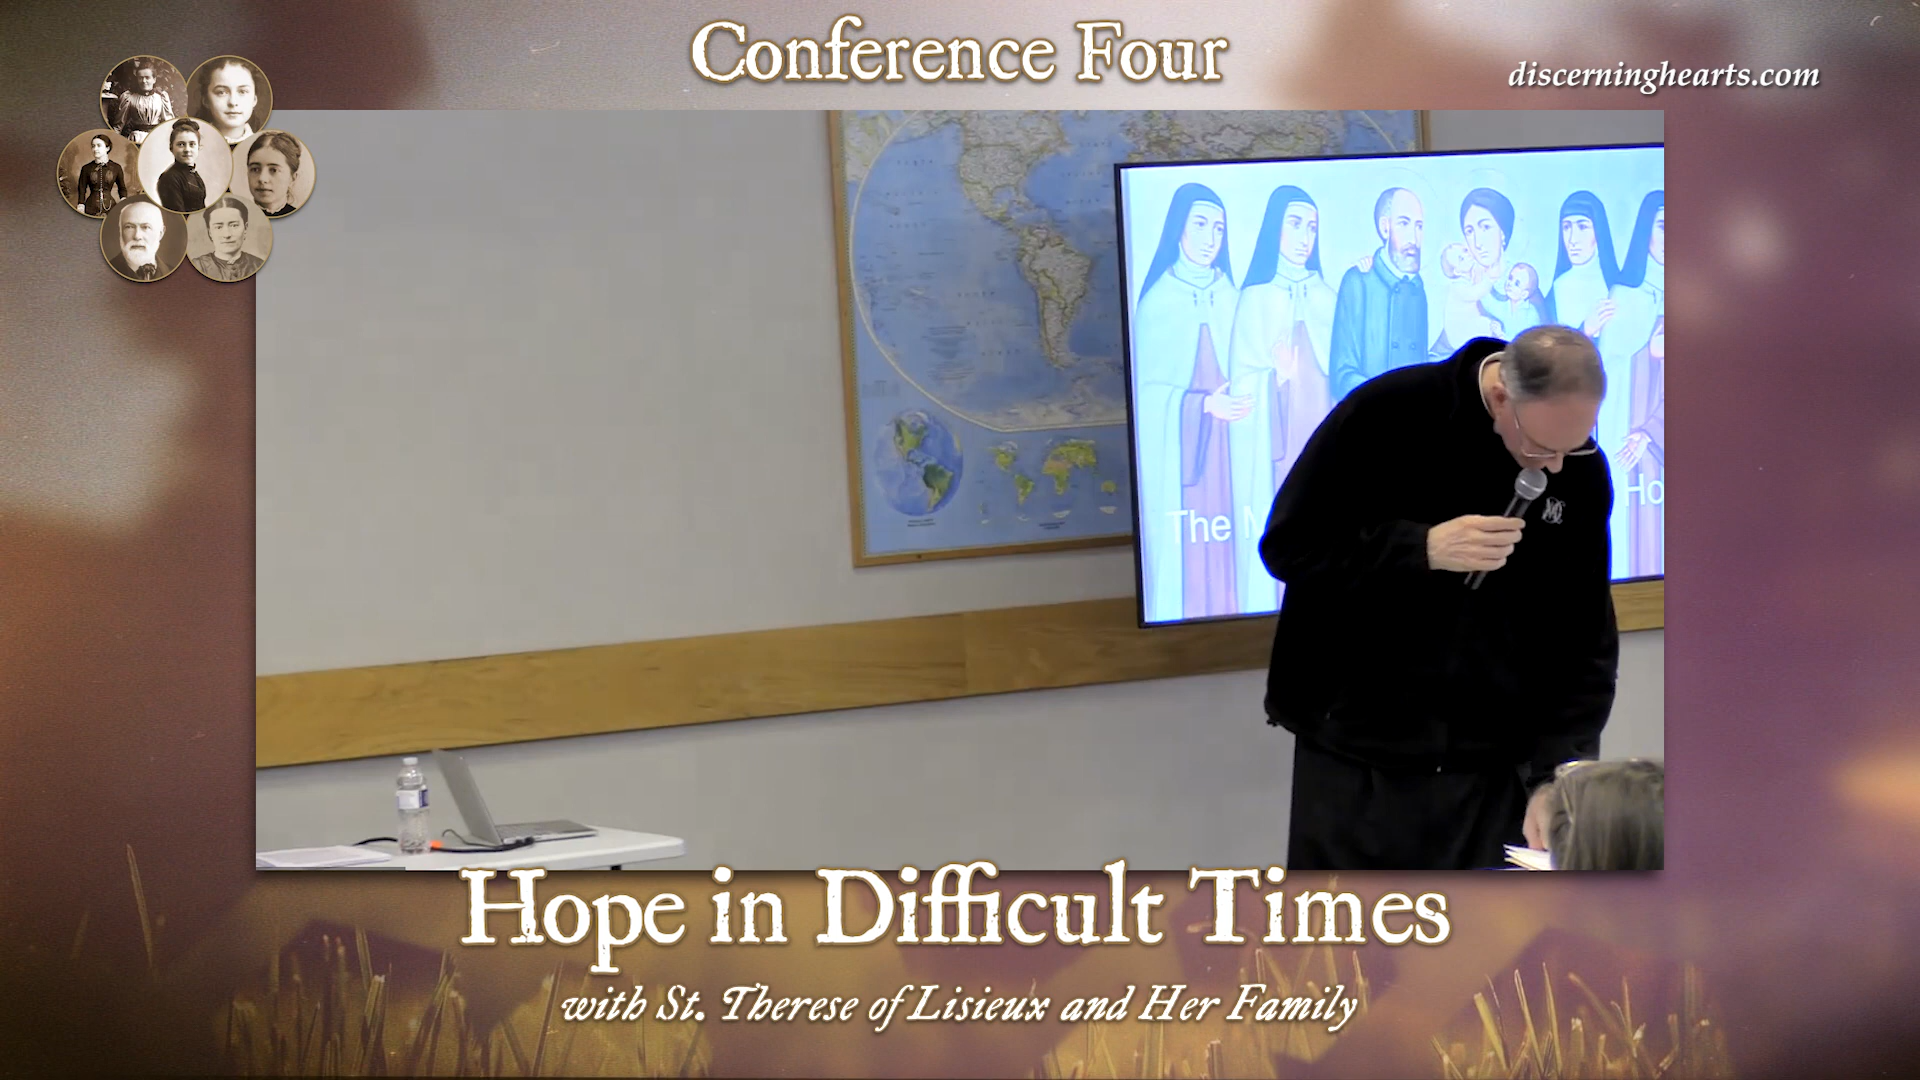 Conference Four
discerninghearts.com
The
Ho
Hope in Difficult Times
with St. Therese of Lisieux and Her Family